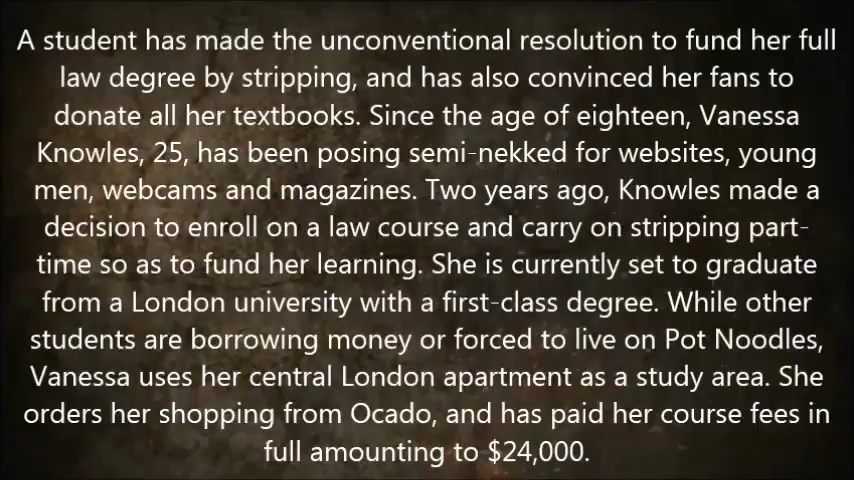 A student has made the unconventional resolution to fund her full
law degree by stripping, and has also convinced her fans to
donate all her textbooks. Since the age of eighteen, Vanessa
Knowles, 25, has been posing semi-nekked for websites, young
men, webcams and magazines. Two years ago, Knowles made a
decision to enroll on a law course and carry on stripping part-
time so as to fund her learning. She is currently set to graduate
from a London university with a first-class degree. While other
students are borrowing money or forced to live on Pot Noodles,
Vanessa uses her central London apartment as a study area. She
orders her shopping from Ocado, and has paid her course fees in
full amounting to $24,000.